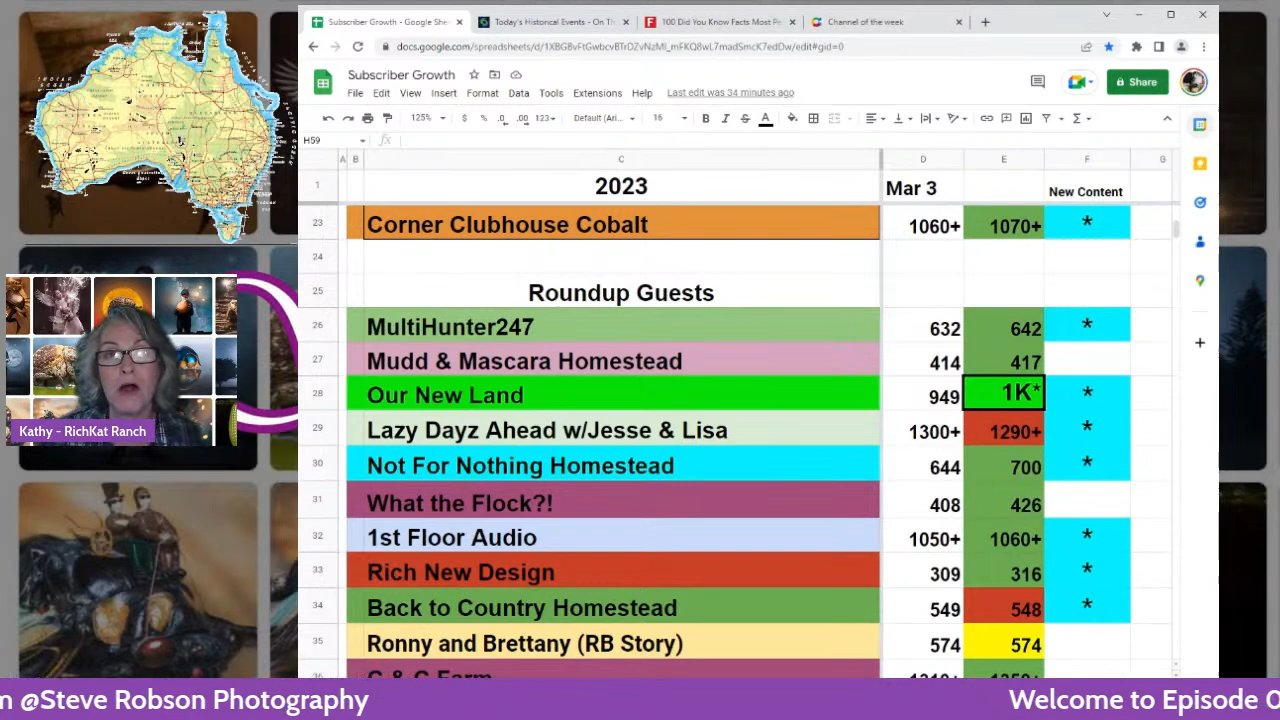 Subscriber Growth - Google She
Today's Historical Events - On Th
100 Did You Know Facts Most Pe
Channel of the week
docs.google.com/spreadsheets/d/1XBGBvFtGwbcvBTrDZvNzMl_mFKQ8wL7madSmcK7edDw/edit#gid=0
Subscriber Growth
File Edit View Insert Format Data Tools Extensions Help Last edit was 34 minutes ago
Share
125% $ % .0 .00 123 Default (Ari... 16 B I S A
H59 fx
A B C D E F G
1 2023 Mar 3 New Content
23 Corner Clubhouse Cobalt 1060+ 1070+ *
24
25 Roundup Guests
26 MultiHunter247 632 642 *
27 Mudd & Mascara Homestead 414 417
28 Our New Land 949 1K* *
29 Lazy Dayz Ahead w/Jesse & Lisa 1300+ 1290+ *
30 Not For Nothing Homestead 644 700 *
31 What the Flock?! 408 426
32 1st Floor Audio 1050+ 1060+ *
33 Rich New Design 309 316 *
34 Back to Country Homestead 549 548 *
35 Ronny and Brettany (RB Story) 574 574
Kathy - RichKat Ranch
m @Steve Robson Photography
Welcome to Episode 0